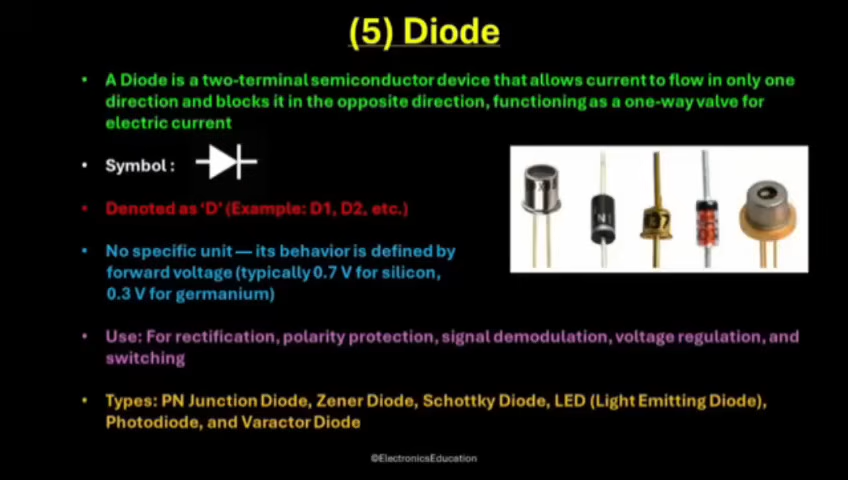 (5) Diode
• A Diode is a two-terminal semiconductor device that allows current to flow in only one
direction and blocks it in the opposite direction, functioning as a one-way valve for
electric current
• Symbol :
• Denoted as ‘D’ (Example: D1, D2, etc.)
• No specific unit — its behavior is defined by
forward voltage (typically 0.7 V for silicon,
0.3 V for germanium)
• Use: For rectification, polarity protection, signal demodulation, voltage regulation, and
switching
• Types: PN Junction Diode, Zener Diode, Schottky Diode, LED (Light Emitting Diode),
Photodiode, and Varactor Diode
©ElectronicsEducation